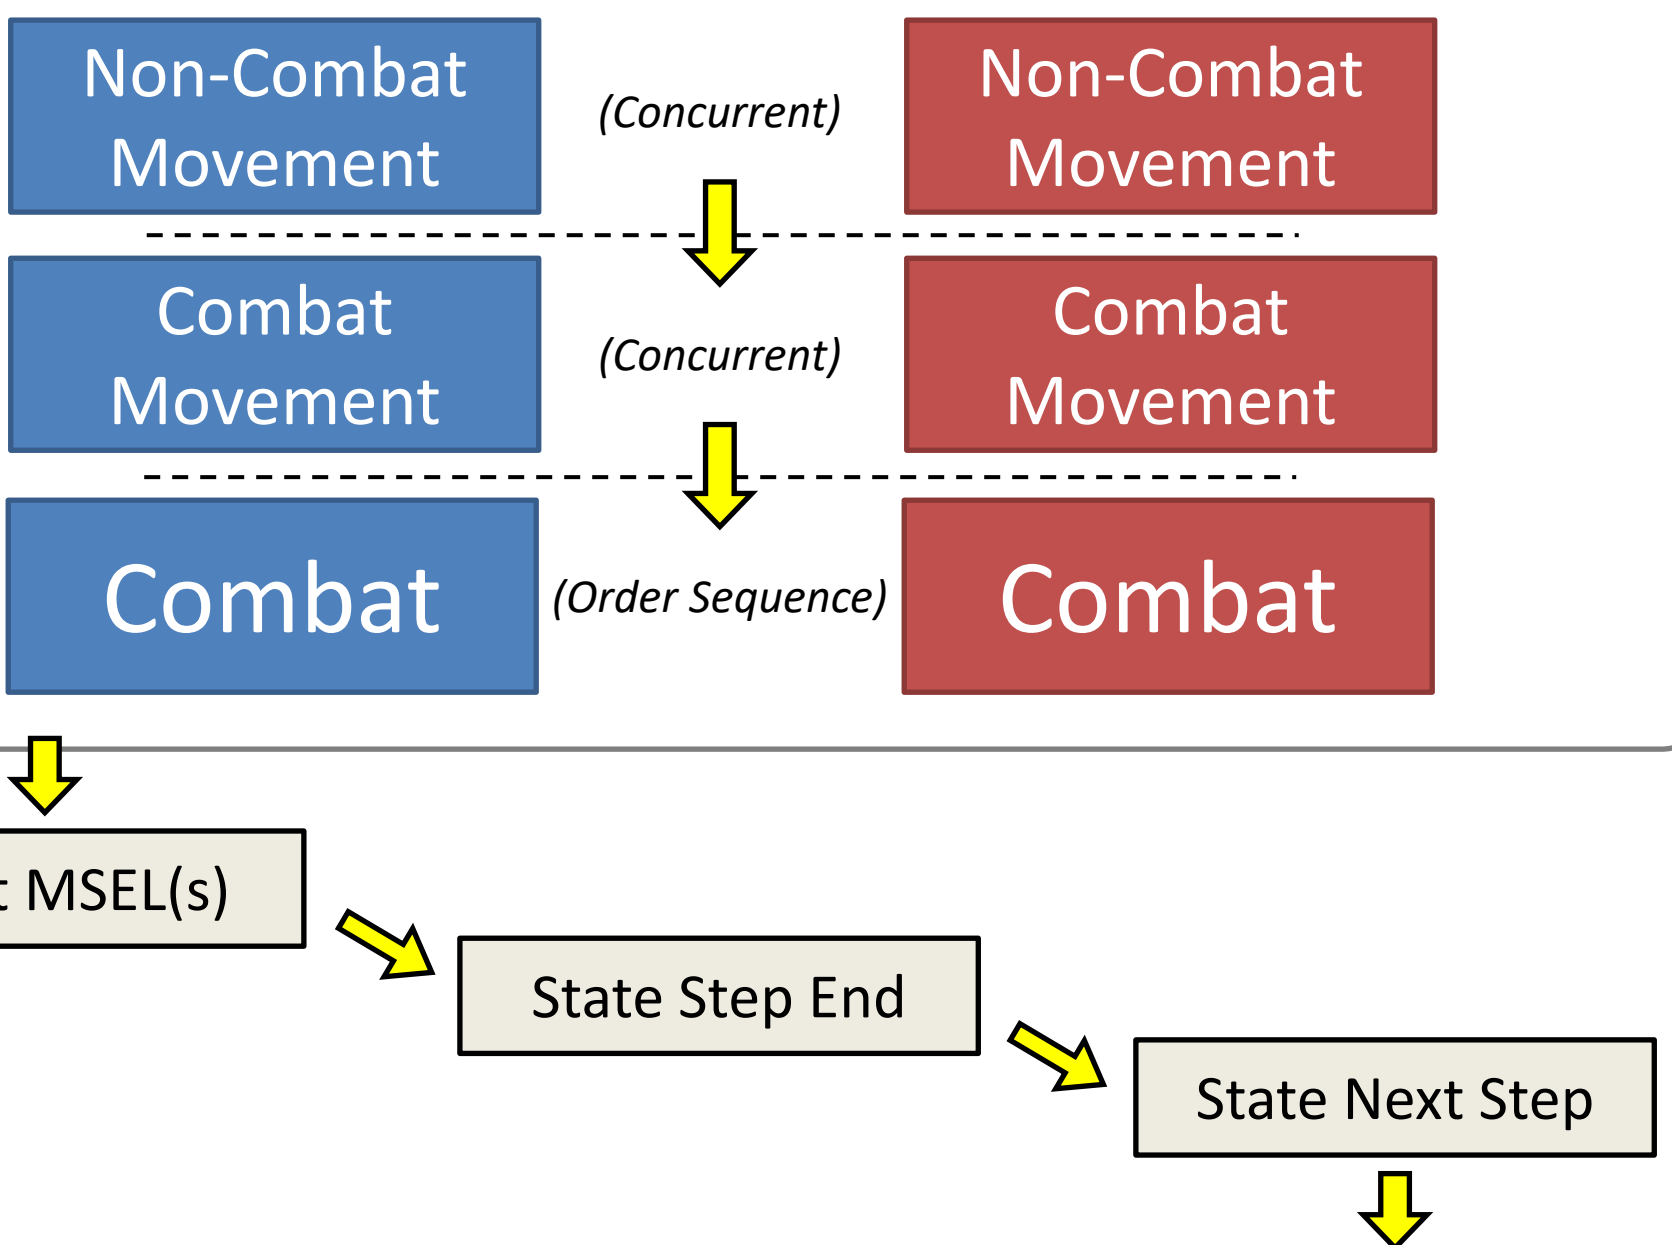 Non-Combat
Movement
(Concurrent)
Non-Combat
Movement
Combat
Movement
(Concurrent)
Combat
Movement
Combat
(Order Sequence)
Combat
t MSEL(s)
State Step End
State Next Step